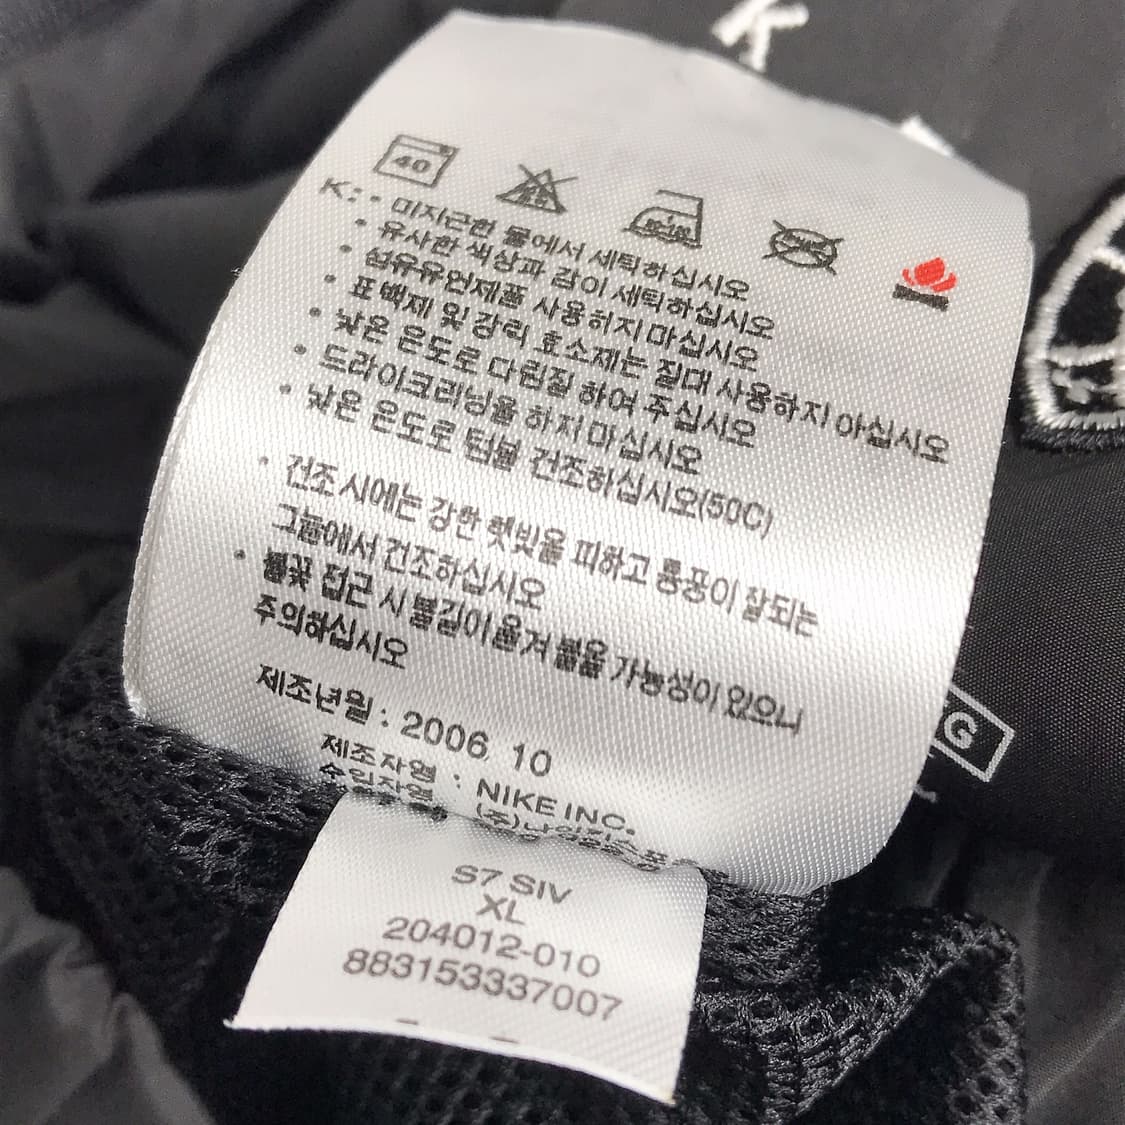 K
40
K: · 미지근한 물에서 세탁하십시오
· 유사한 색상과 같이 세탁하십시오
· 섬유유연제를 사용하지 마십시오
· 표백제 및 강리 효소제는 절대 사용하지 마십시오
· 낮은 온도로 다림질 하여 주십시오
· 드라이크리닝을 하지 마십시오
· 낮은 온도로 텀블 건조하십시오(50C)
· 건조 시에는 강한 햇빛을 피하고 통풍이 잘되는
그늘에서 건조하십시오
· 불꽃 접근 시 불길이 옮겨 붙을 가능성이 있으니
주의하십시오
제조년월 : 2006. 10
제조자명 : NIKE INC.
수입자명
S7 SIV
XL
204012-010
883153337007
G